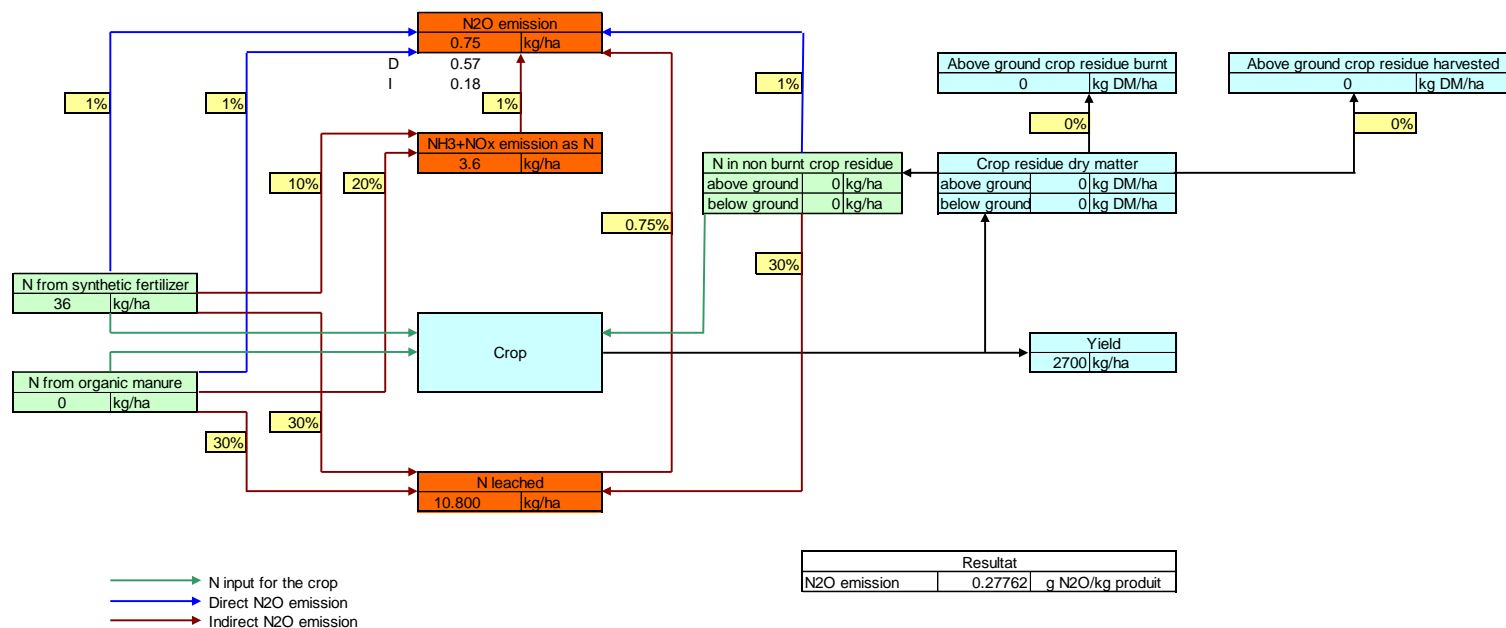 N2O emission
0.75 kg/ha
D 0.57
I 0.18
Above ground crop residue burnt
0 kg DM/ha
Above ground crop residue harvested
0 kg DM/ha
1%
1%
1%
1%
0%
0%
NH3+NOx emission as N
3.6 kg/ha
N in non burnt crop residue
above ground 0 kg/ha
below ground 0 kg/ha
Crop residue dry matter
above ground 0 kg DM/ha
below ground 0 kg DM/ha
10%
20%
0.75%
30%
N from synthetic fertilizer
36 kg/ha
Crop
Yield
2700 kg/ha
N from organic manure
0 kg/ha
30%
30%
N leached
10.800 kg/ha
Resultat
N2O emission 0.27762 g N2O/kg produit
N input for the crop
Direct N2O emission
Indirect N2O emission